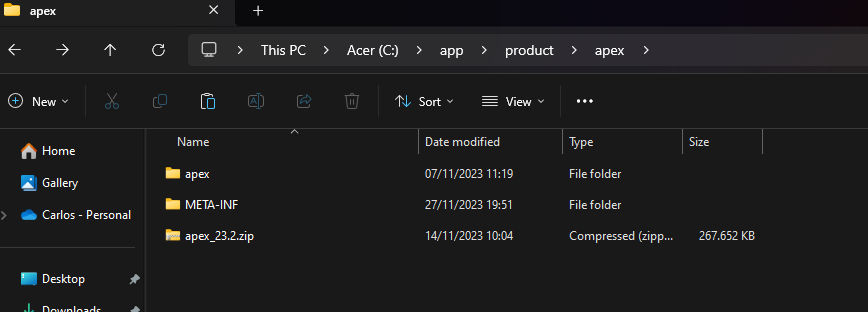 apex
This PC > Acer (C:) > app > product > apex >
New Sort View
Name Date modified Type Size
Home
Gallery
Carlos - Personal
Desktop
Downloads
apex 07/11/2023 11:19 File folder
META-INF 27/11/2023 19:51 File folder
apex_23.2.zip 14/11/2023 10:04 Compressed (zipp... 267.652 KB